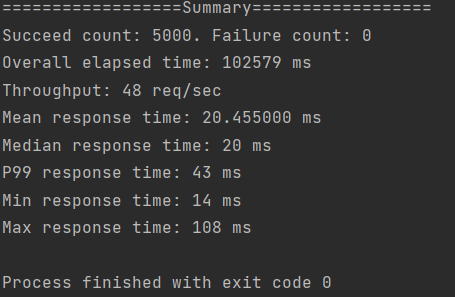 ==================Summary==================
Succeed count: 5000. Failure count: 0
Overall elapsed time: 102579 ms
Throughput: 48 req/sec
Mean response time: 20.455000 ms
Median response time: 20 ms
P99 response time: 43 ms
Min response time: 14 ms
Max response time: 108 ms
Process finished with exit code 0